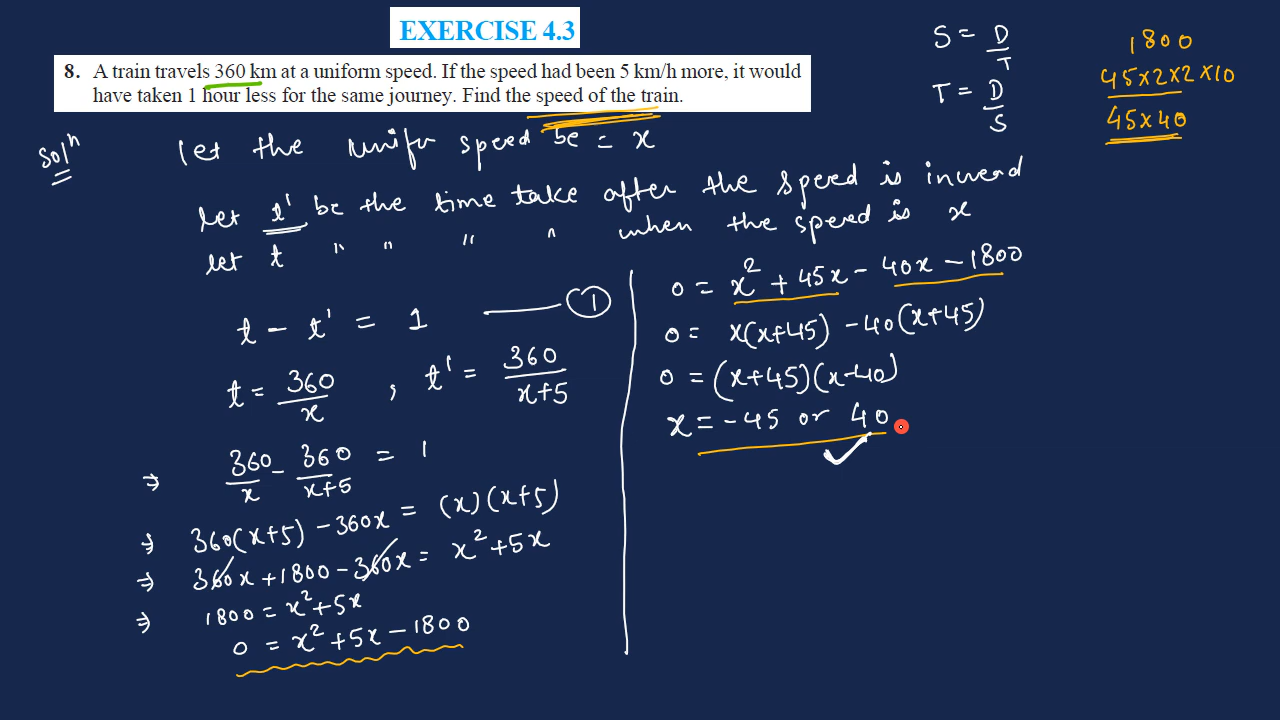 EXERCISE 4.3
8. A train travels 360 km at a uniform speed. If the speed had been 5 km/h more, it would
have taken 1 hour less for the same journey. Find the speed of the train.
S = D/T
T = D/S
1800
45×2×2×10
45×40
Solⁿ
Let the unifr speed be = x
Let t' be the time take after the speed is
let t " " " " when the speed is x
t - t' = 1 ——— ①
t = 360/x , t' = 360/x+5
⇒ 360/x - 360/x+5 = 1
⇒ 360(x+5) - 360x = (x)(x+5)
⇒ 360x + 1800 - 360x = x² + 5x
⇒ 1800 = x² + 5x
0 = x² + 5x - 1800
0 = x² + 45x - 40x - 1800
0 = x(x+45) - 40(x+45)
0 = (x+45)(x-40)
x = -45 or 40